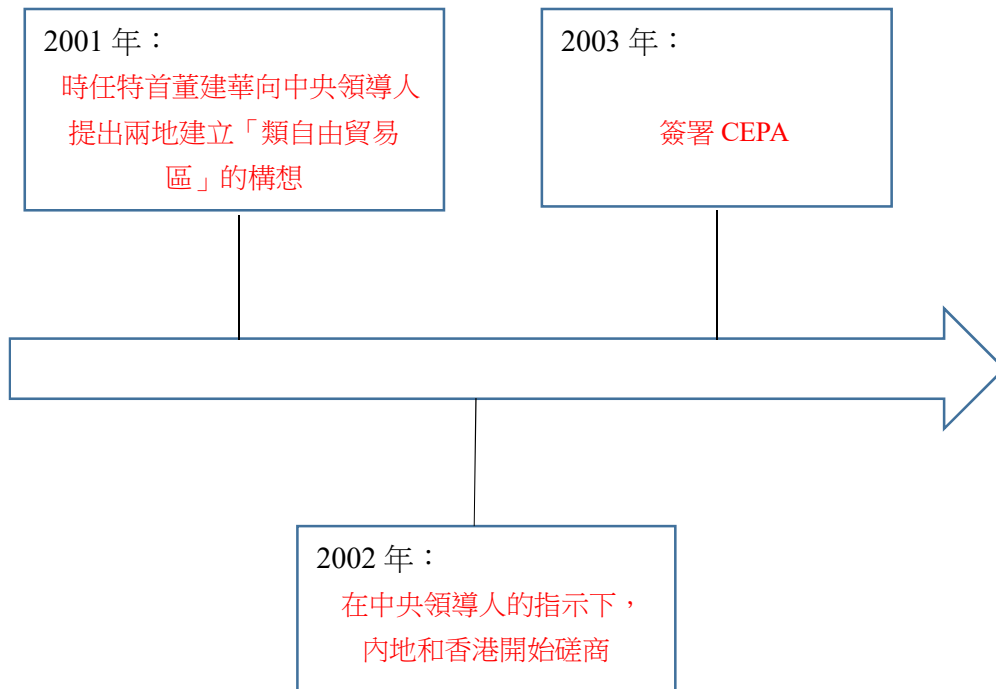 2001 年：
時任特首董建華向中央領導人
提出兩地建立「類自由貿易
區」的構想
2003 年：
簽署 CEPA
2002 年：
在中央領導人的指示下，
內地和香港開始磋商